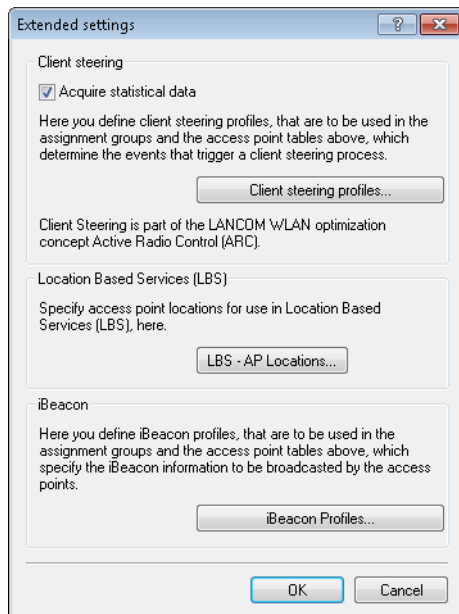 Extended settings
Client steering
Acquire statistical data
Here you define client steering profiles, that are to be used in the
assignment groups and the access point tables above, which
determine the events that trigger a client steering process.
Client steering profiles...
Client Steering is part of the LANCOM WLAN optimization
concept Active Radio Control (ARC).
Location Based Services (LBS)
Specify access point locations for use in Location Based
Services (LBS), here.
LBS - AP Locations...
iBeacon
Here you define iBeacon profiles, that are to be used in the
assignment groups and the access point tables above, which
specify the iBeacon information to be broadcasted by the access
points.
iBeacon Profiles...
OK
Cancel